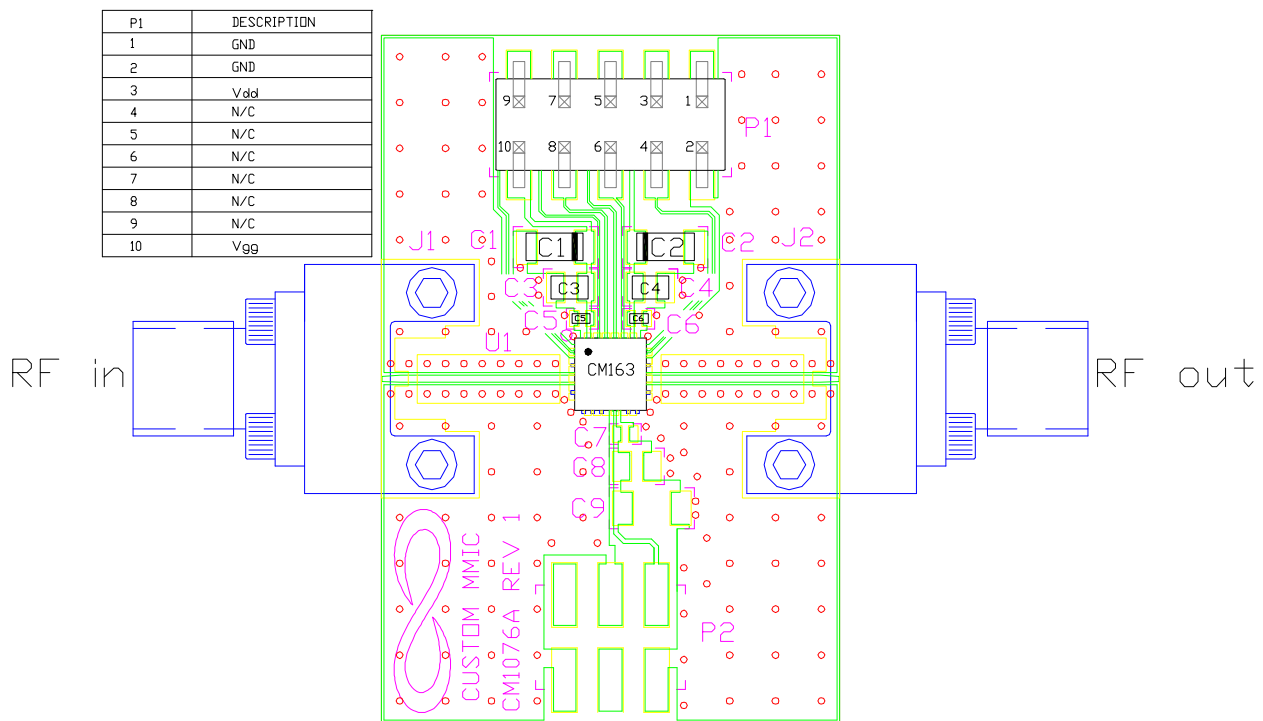 P1 DESCRIPTION
1 GND
2 GND
3 Vdd
4 N/C
5 N/C
6 N/C
7 N/C
8 N/C
9 N/C
10 Vgg
9 7 5 3 1
P1
10 8 6 4 2
J1 C1 C1 C2 C2 J2
C3 C3 C4 C4
C5 C5 C6 C6
U1
RF in CM163 RF out
C7
C8
C9
CUSTOM MMIC
CM1076A REV 1
P2